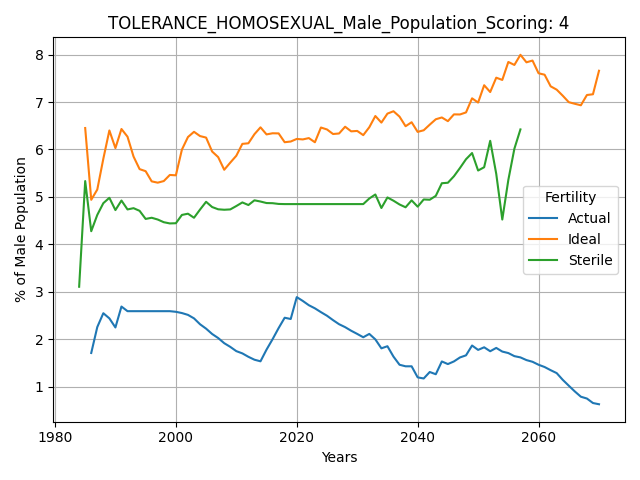 TOLERANCE_HOMOSEXUAL_Male_Population_Scoring: 4
% of Male Population
8
7
6
5
4
3
2
1
Fertility
Actual
Ideal
Sterile
1980 2000 2020 2040 2060
Years